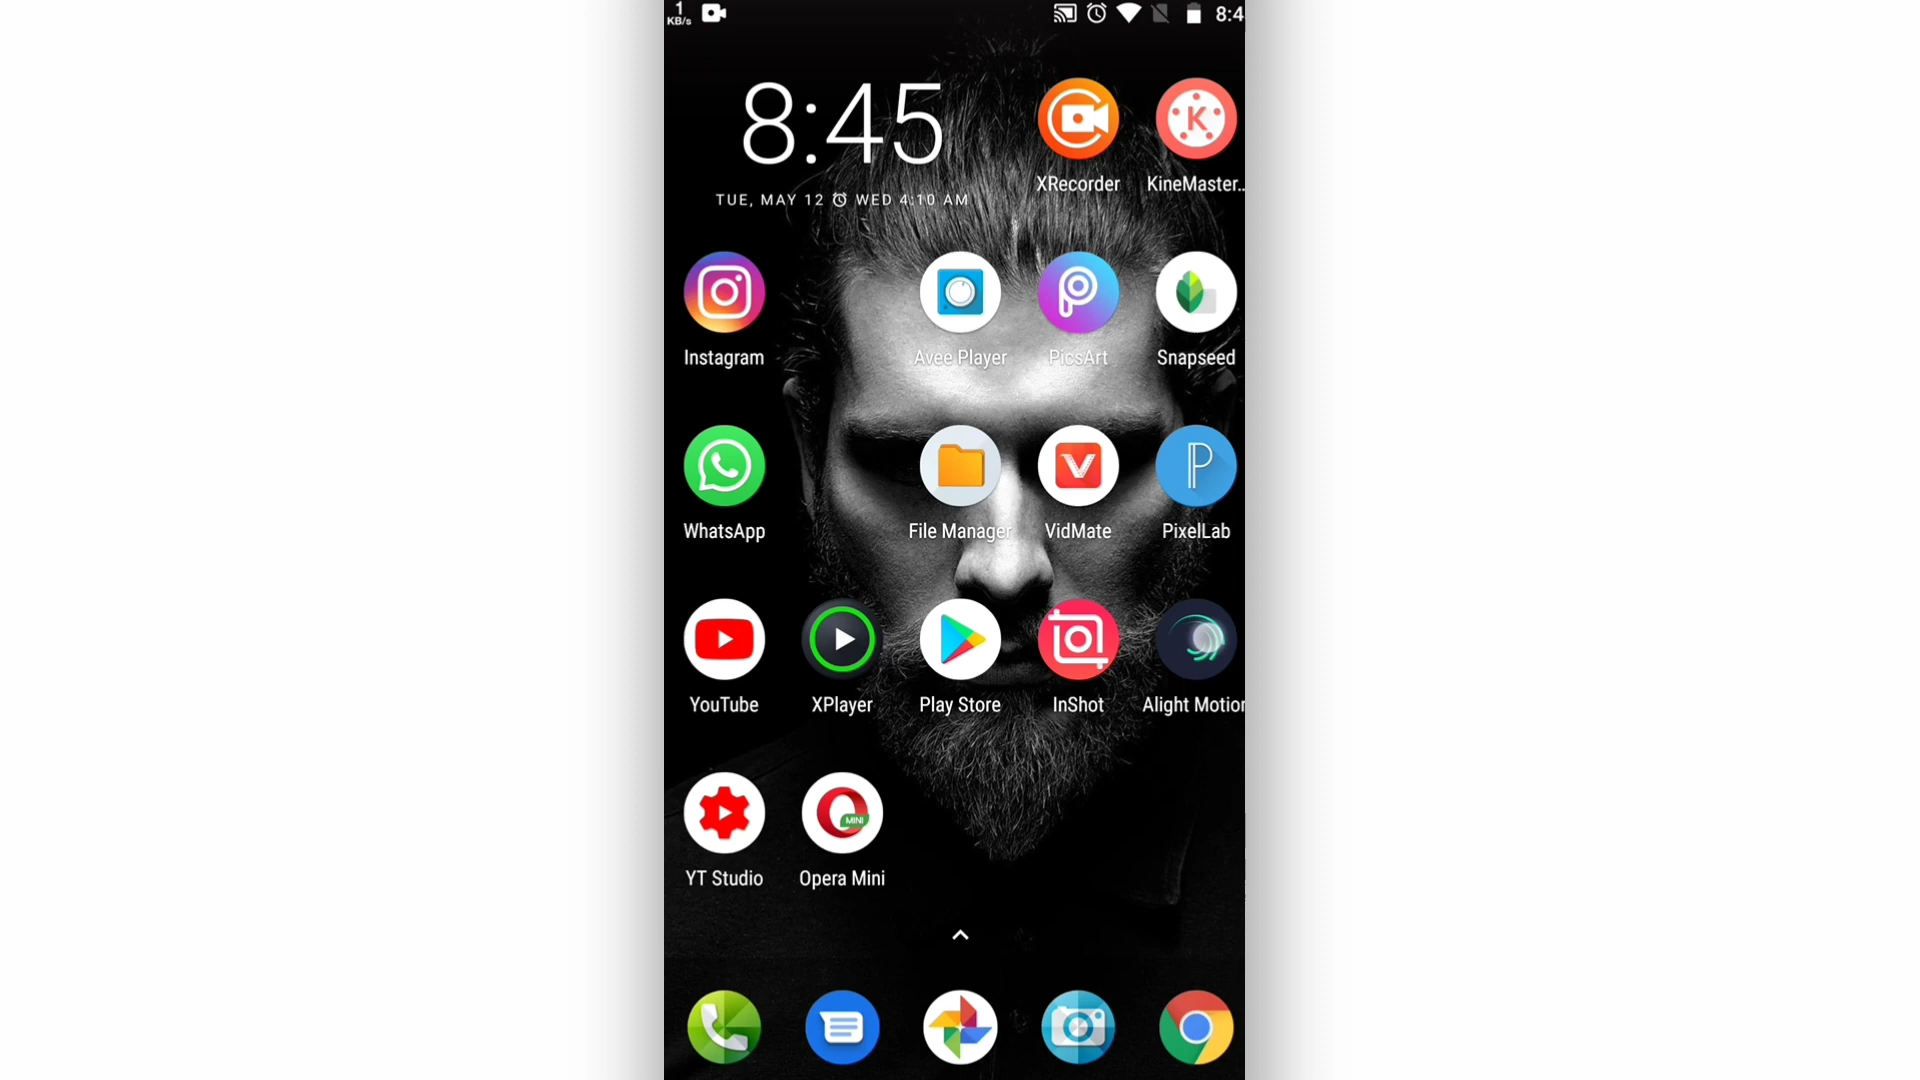 1
KB/s
8:4
8:45
TUE, MAY 12 WED 4:10 AM
XRecorder
KineMaster..
Instagram
Avee Player
PicsArt
Snapseed
WhatsApp
File Manager
VidMate
PixelLab
YouTube
XPlayer
Play Store
InShot
Alight Motion
MINI
YT Studio
Opera Mini